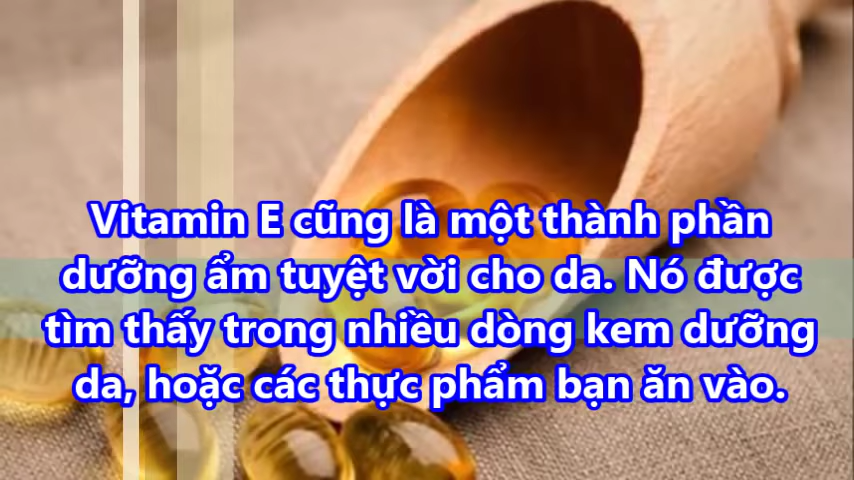 Vitamin E cũng là một thành phần
dưỡng ẩm tuyệt vời cho da. Nó được
tìm thấy trong nhiều dòng kem dưỡng
da, hoặc các thực phẩm bạn ăn vào.